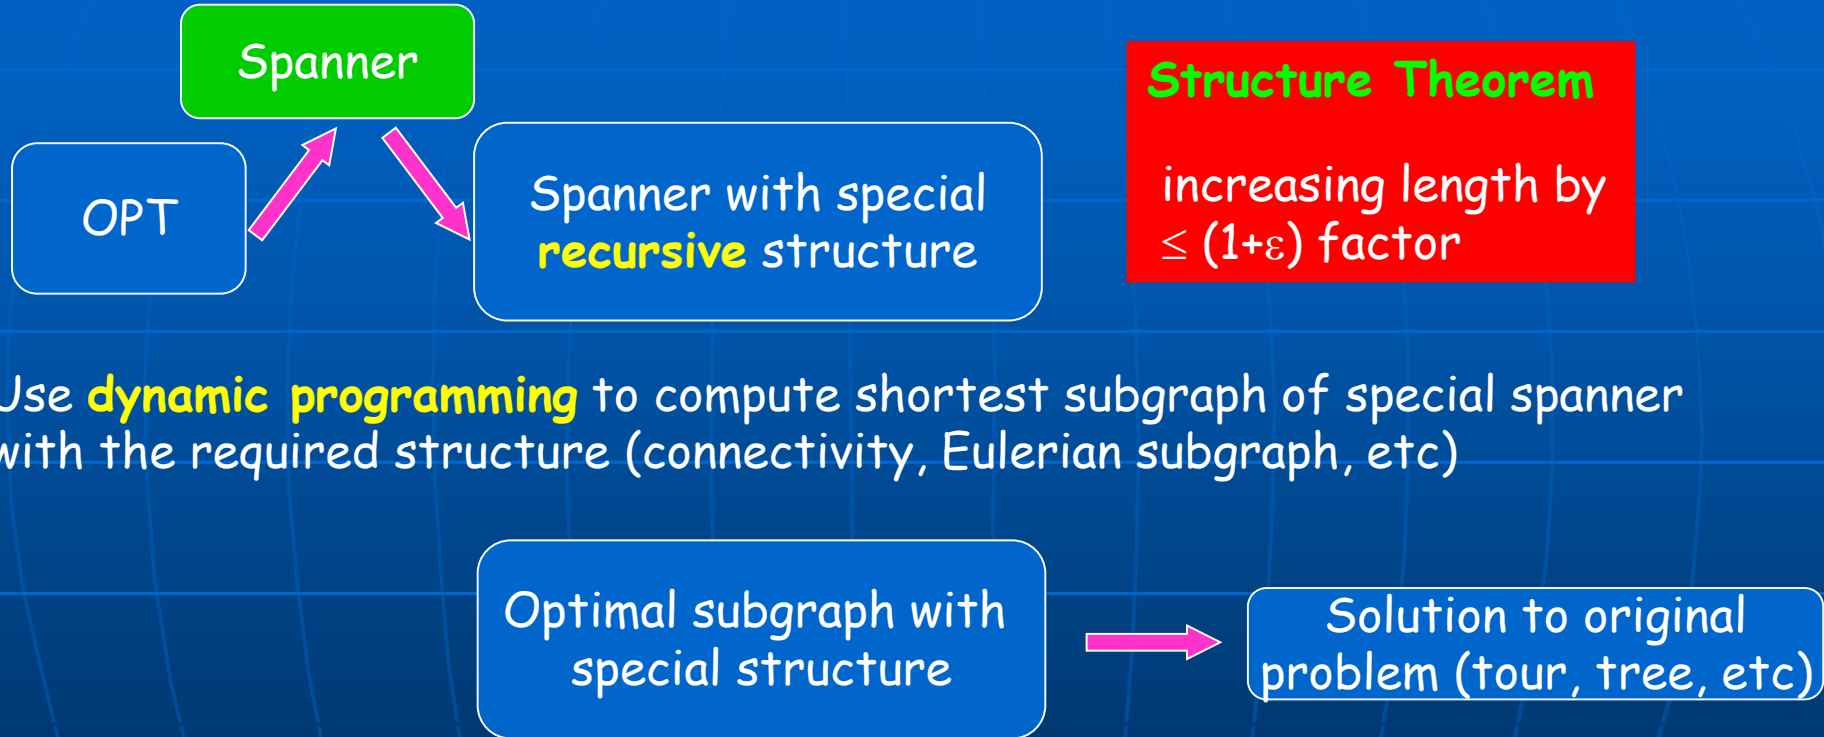 Spanner
OPT
Spanner with special
recursive structure
Structure Theorem
increasing length by
≤ (1+ε) factor
Use dynamic programming to compute shortest subgraph of special spanner
with the required structure (connectivity, Eulerian subgraph, etc)
Optimal subgraph with
special structure
Solution to original
problem (tour, tree, etc)